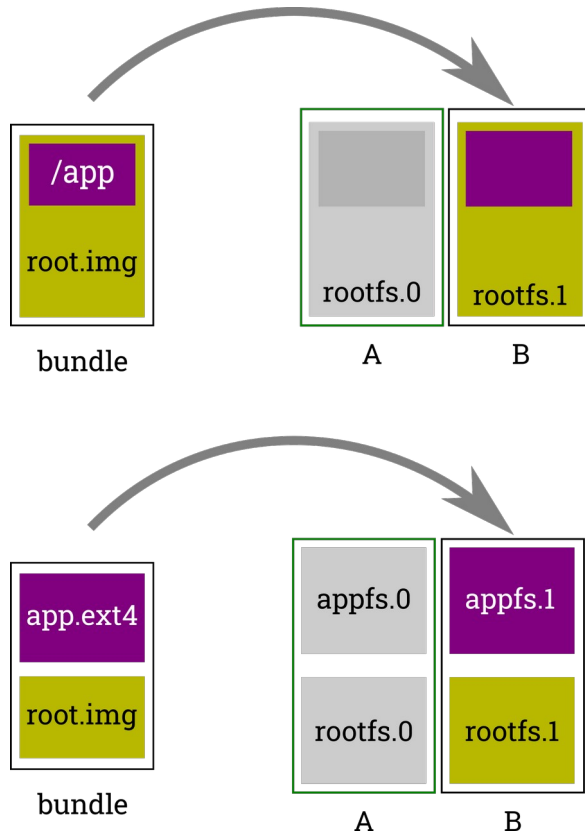 /app
root.img
rootfs.0
rootfs.1
bundle
A
B
app.ext4
root.img
appfs.0
appfs.1
rootfs.0
rootfs.1
bundle
A
B